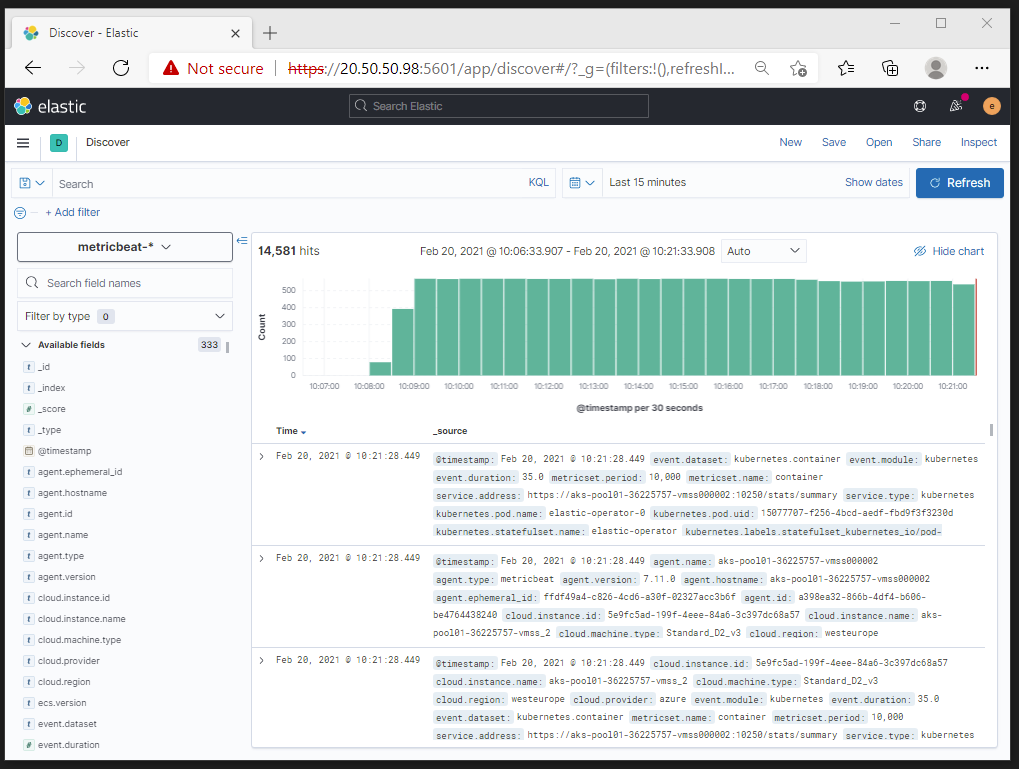 Discover - Elastic
Not secure https://20.50.50.98:5601/app/discover#/?_g=(filters:!(),refreshI...
elastic
Search Elastic
e
D
Discover
New Save Open Share Inspect
Search
KQL
Last 15 minutes
Show dates
Refresh
+ Add filter
metricbeat-*
Search field names
Filter by type 0
Available fields 333
t _id
t _index
# _score
t _type
@timestamp
t agent.ephemeral_id
t agent.hostname
t agent.id
t agent.name
t agent.type
t agent.version
t cloud.instance.id
t cloud.instance.name
t cloud.machine.type
t cloud.provider
t cloud.region
t ecs.version
t event.dataset
# event.duration
14,581 hits
Feb 20, 2021 @ 10:06:33.907 - Feb 20, 2021 @ 10:21:33.908
Auto
Hide chart
Count
500
400
300
200
100
0
10:07:00 10:08:00 10:09:00 10:10:00 10:11:00 10:12:00 10:13:00 10:14:00 10:15:00 10:16:00 10:17:00 10:18:00 10:19:00 10:20:00 10:21:00
@timestamp per 30 seconds
Time _source
Feb 20, 2021 @ 10:21:28.449 @timestamp: Feb 20, 2021 @ 10:21:28.449 event.dataset: kubernetes.container event.module: kubernetes
event.duration: 35.0 metricset.period: 10,000 metricset.name: container
service.address: https://aks-pool01-36225757-vmss000002:10250/stats/summary service.type: kubernetes
kubernetes.pod.name: elastic-operator-0 kubernetes.pod.uid: 15077707-f256-4bcd-aedf-fbd9f3f3230d
kubernetes.statefulset.name: elastic-operator kubernetes.labels.statefulset_kubernetes_io/pod-
Feb 20, 2021 @ 10:21:28.449 @timestamp: Feb 20, 2021 @ 10:21:28.449 agent.name: aks-pool01-36225757-vmss000002
agent.type: metricbeat agent.version: 7.11.0 agent.hostname: aks-pool01-36225757-vmss000002
agent.ephemeral_id: ffdf49a4-c826-4cd6-a30f-02327acc3b6f agent.id: a398ea32-866b-4df4-b606-
be4764438240 cloud.instance.id: 5e9fc5ad-199f-4eee-84a6-3c397dc68a57 cloud.instance.name: aks-
pool01-36225757-vmss_2 cloud.machine.type: Standard_D2_v3 cloud.region: westeurope
Feb 20, 2021 @ 10:21:28.449 @timestamp: Feb 20, 2021 @ 10:21:28.449 cloud.instance.id: 5e9fc5ad-199f-4eee-84a6-3c397dc68a57
cloud.instance.name: aks-pool01-36225757-vmss_2 cloud.machine.type: Standard_D2_v3
cloud.region: westeurope cloud.provider: azure event.module: kubernetes event.duration: 35.0
event.dataset: kubernetes.container metricset.name: container metricset.period: 10,000
service.address: https://aks-pool01-36225757-vmss000002:10250/stats/summary service.type: kubernetes